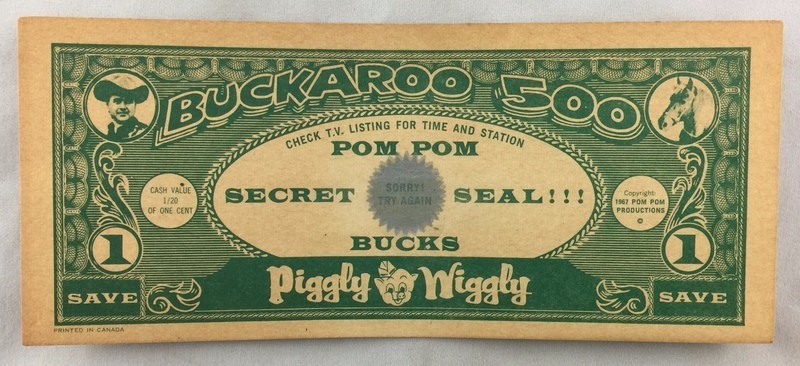 BUCKAROO 500
CHECK T.V. LISTING FOR TIME AND STATION
POM POM
SECRET SEAL!!!
SORRY!
TRY AGAIN
BUCKS
CASH VALUE
1/20
OF ONE CENT
Copyright:
1967 POM POM
PRODUCTIONS
©
1
1
SAVE
Piggly Wiggly
SAVE
PRINTED IN CANADA